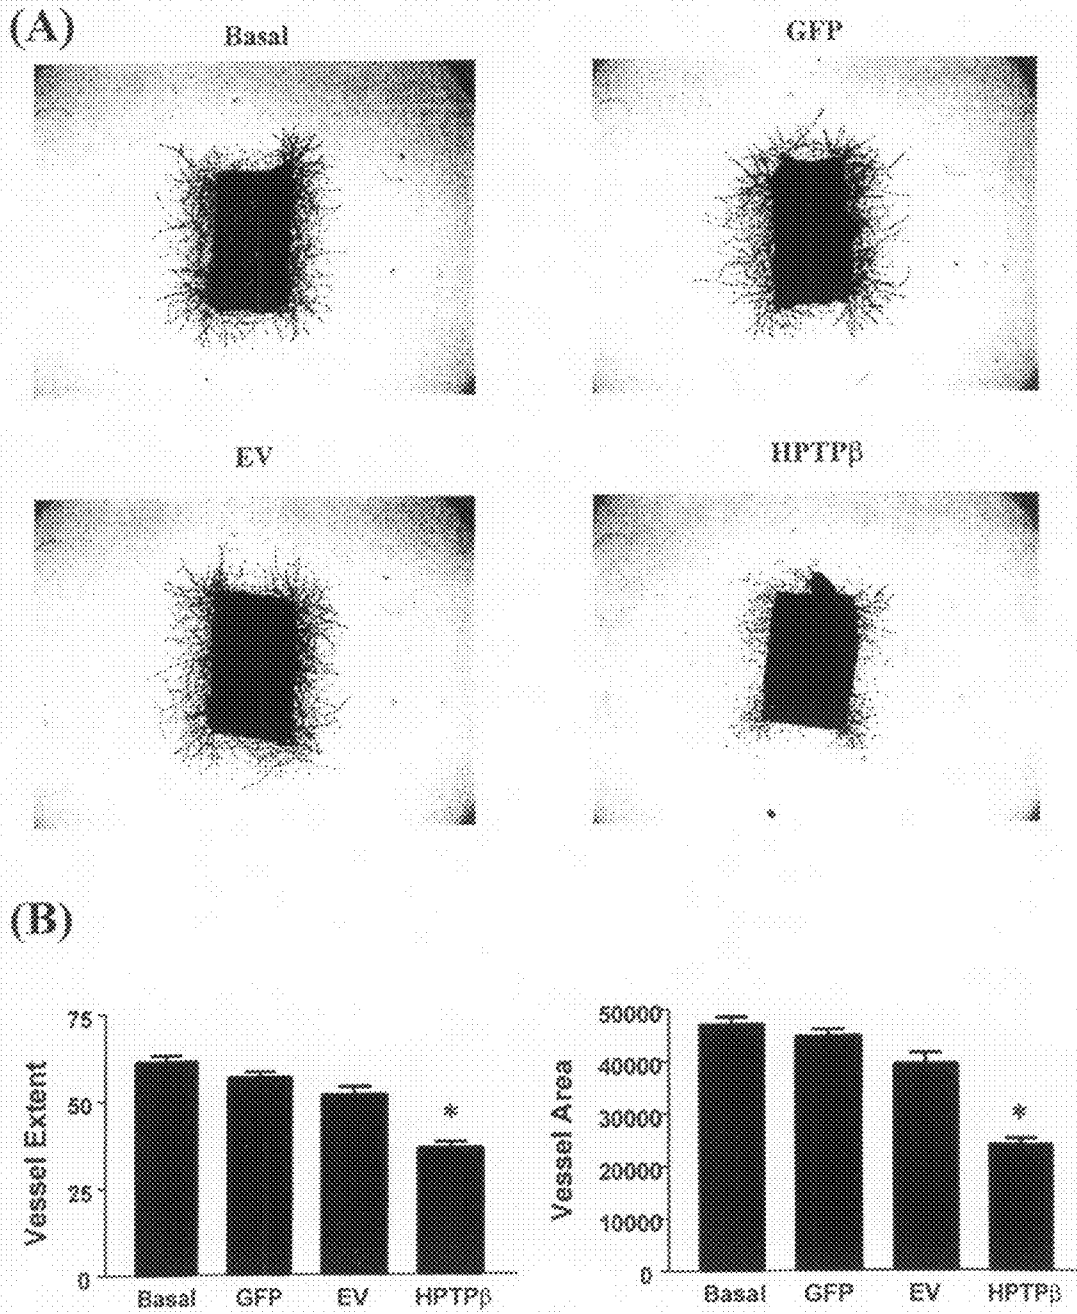 (A)
Basal
GFP
EV
HPTPβ
(B)
75
50
25
0
Vessel Extent
*
Basal GFP EV HPTPβ
50000
40000
30000
20000
10000
0
Vessel Area
*
Basal GFP EV HPTPβ